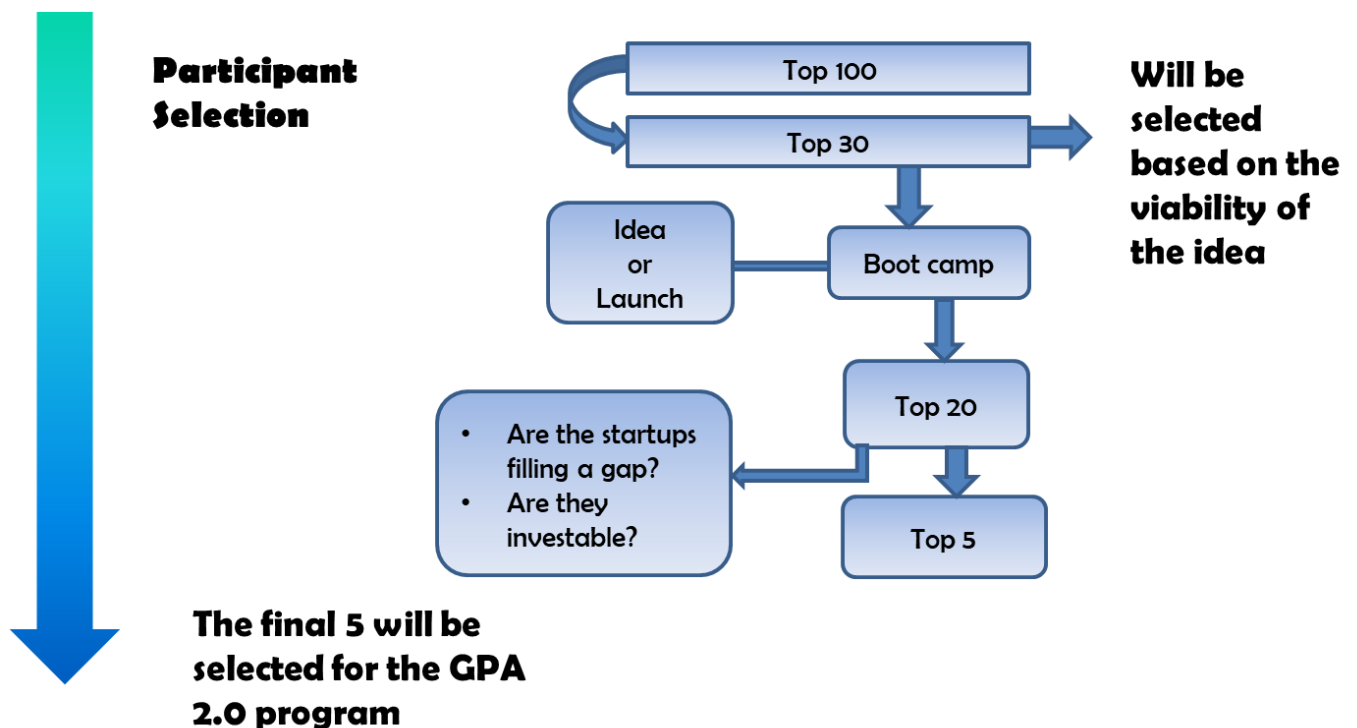 Participant
Selection
Top 100
Top 30
Will be
selected
based on the
viability of
the idea
Idea
or
Launch
Boot camp
Top 20
• Are the startups
filling a gap?
• Are they
investable?
Top 5
The final 5 will be
selected for the GPA
2.0 program